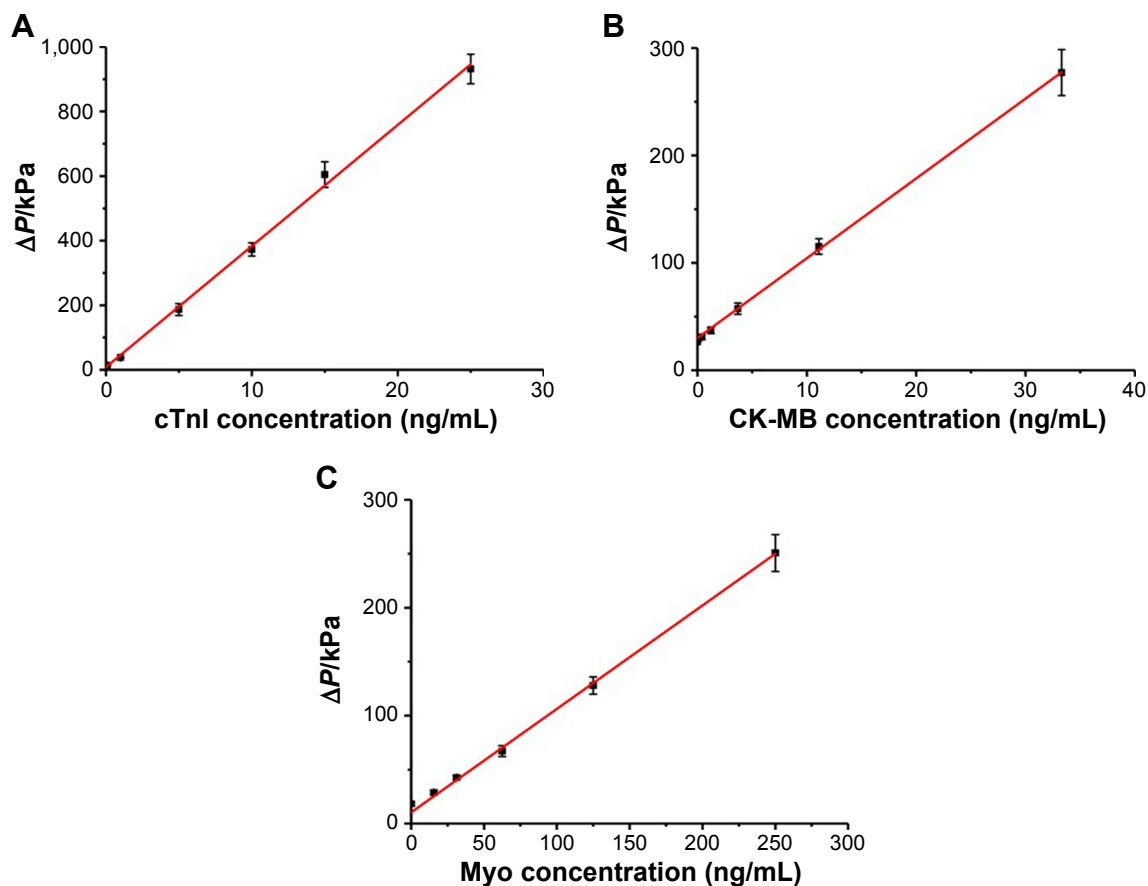 A
1,000
800
600
400
200
0
ΔP/kPa
0 10 20 30
cTnI concentration (ng/mL)
B
300
200
100
0
ΔP/kPa
0 10 20 30 40
CK-MB concentration (ng/mL)
C
300
200
100
0
ΔP/kPa
0 50 100 150 200 250 300
Myo concentration (ng/mL)